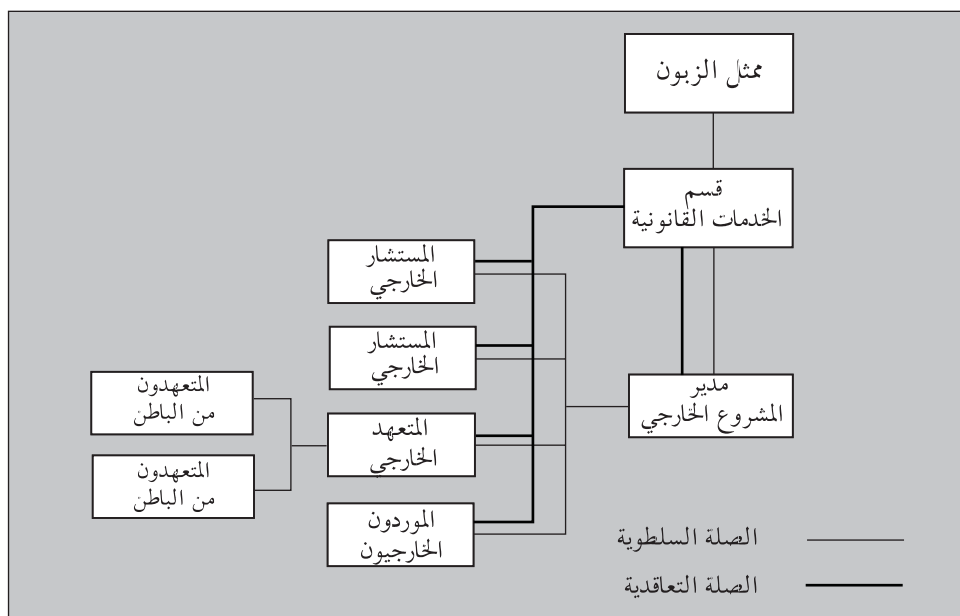 ممثل الزبون
قسم
الخدمات القانونية
المستشار
الخارجي
المستشار
الخارجي
مدير
المشروع الخارجي
المتعهدون
من الباطن
المتعهد
الخارجي
المتعهدون
من الباطن
الموردون
الخارجيون
الصلة السلطوية
الصلة التعاقدية